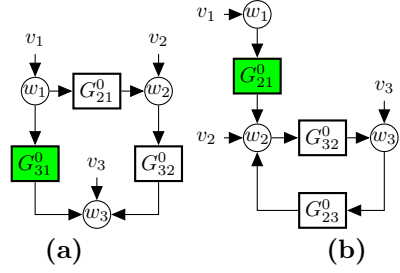 v₁ v₂
w₁ G⁰₂₁ w₂
G⁰₃₁ v₃ G⁰₃₂
w₃
(a)
v₁ w₁
G⁰₂₁
v₃
v₂ w₂ G⁰₃₂ w₃
G⁰₂₃
(b)